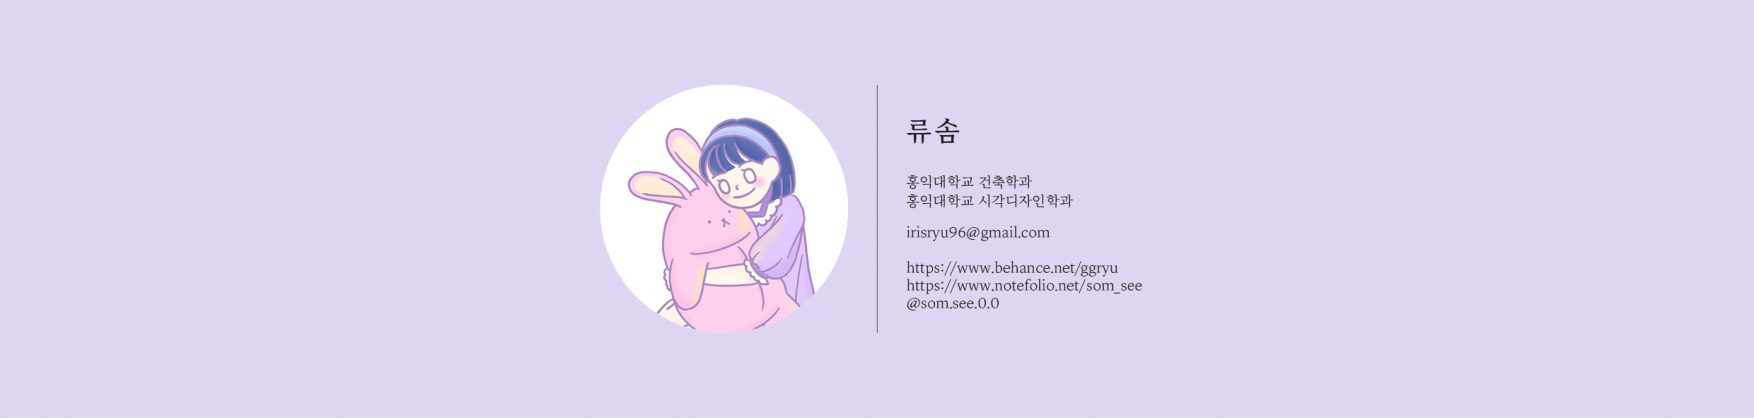 류솜
홍익대학교 건축학과
홍익대학교 시각디자인학과
irisryu96@gmail.com
https://www.behance.net/ggryu
https://www.notefolio.net/som_see
@som.see.0.0